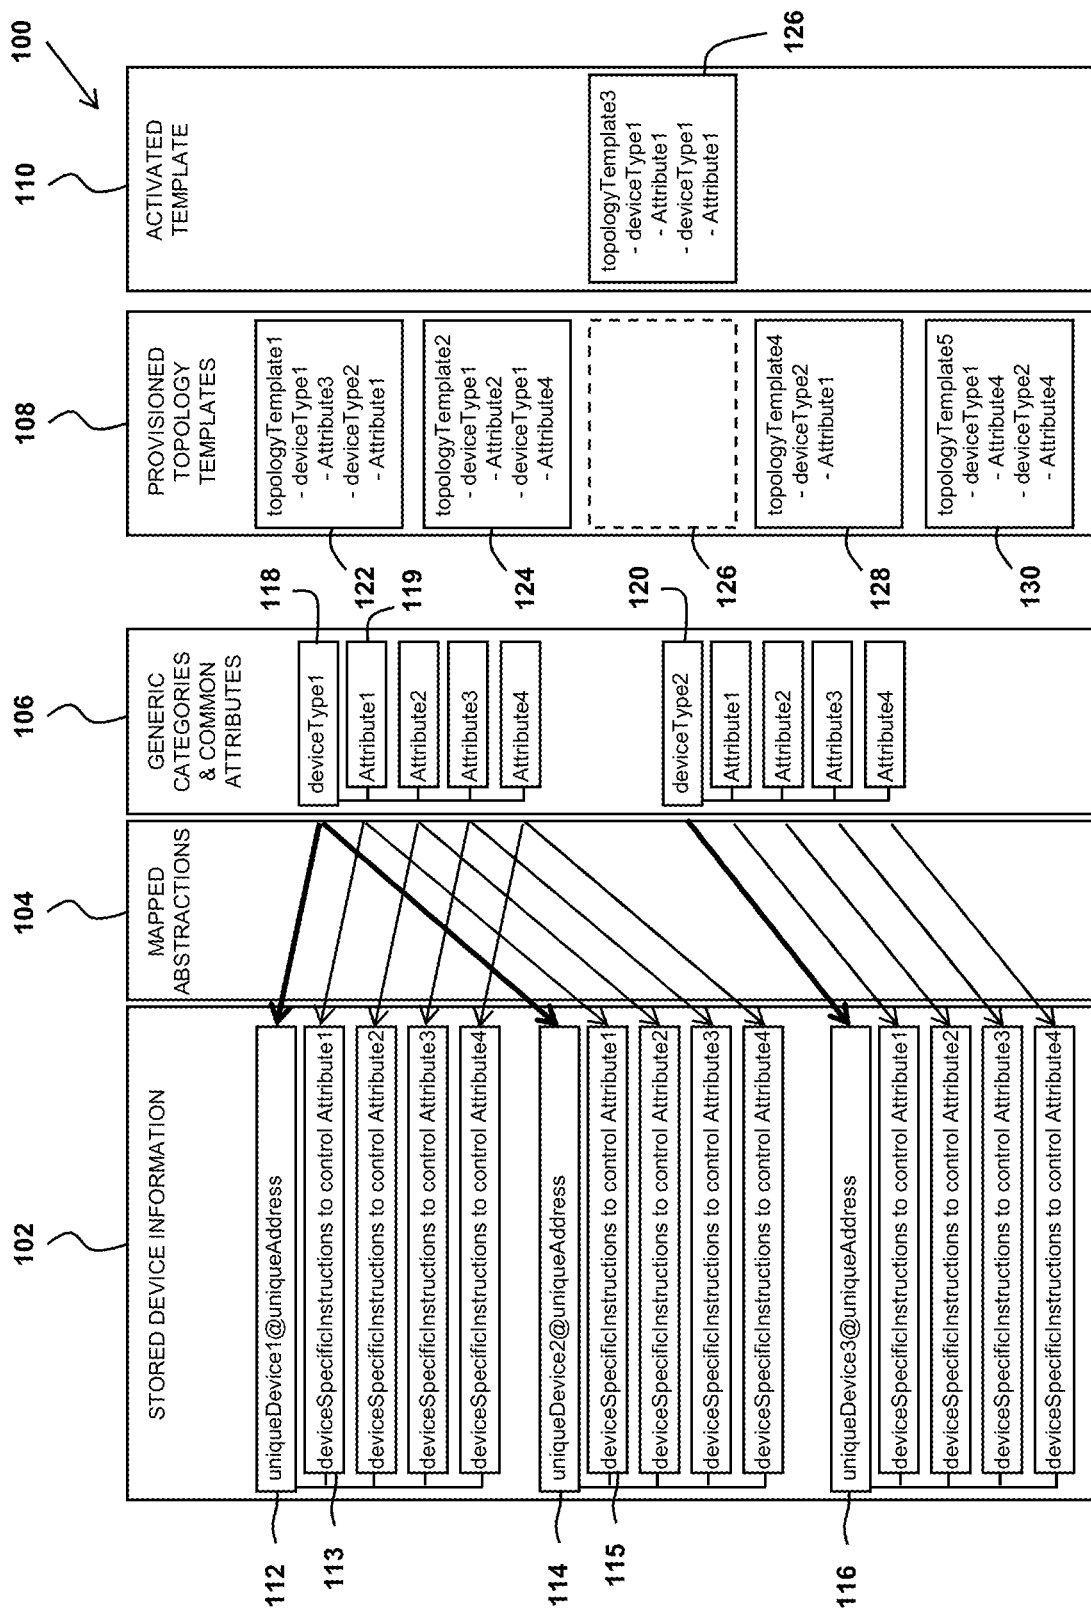 100
102
104
106
108
110
STORED DEVICE INFORMATION
uniqueDevice1@uniqueAddress
deviceSpecificInstructions to control Attribute1
deviceSpecificInstructions to control Attribute2
deviceSpecificInstructions to control Attribute3
deviceSpecificInstructions to control Attribute4
uniqueDevice2@uniqueAddress
deviceSpecificInstructions to control Attribute1
deviceSpecificInstructions to control Attribute2
deviceSpecificInstructions to control Attribute3
deviceSpecificInstructions to control Attribute4
uniqueDevice3@uniqueAddress
deviceSpecificInstructions to control Attribute1
deviceSpecificInstructions to control Attribute2
deviceSpecificInstructions to control Attribute3
deviceSpecificInstructions to control Attribute4
112
113
114
115
116
MAPPED
ABSTRACTIONS
GENERIC
CATEGORIES
& COMMON
ATTRIBUTES
deviceType1
Attribute1
Attribute2
Attribute3
Attribute4
deviceType2
Attribute1
Attribute2
Attribute3
Attribute4
118
119
120
PROVISIONED
TOPOLOGY
TEMPLATES
topologyTemplate1
- deviceType1
- Attribute3
- deviceType2
- Attribute1
topologyTemplate2
- deviceType1
- Attribute2
- deviceType1
- Attribute4
topologyTemplate4
- deviceType2
- Attribute1
topologyTemplate5
- deviceType1
- Attribute4
- deviceType2
- Attribute4
122
124
126
128
130
ACTIVATED
TEMPLATE
topologyTemplate3
- deviceType1
- Attribute1
- deviceType1
- Attribute1
126